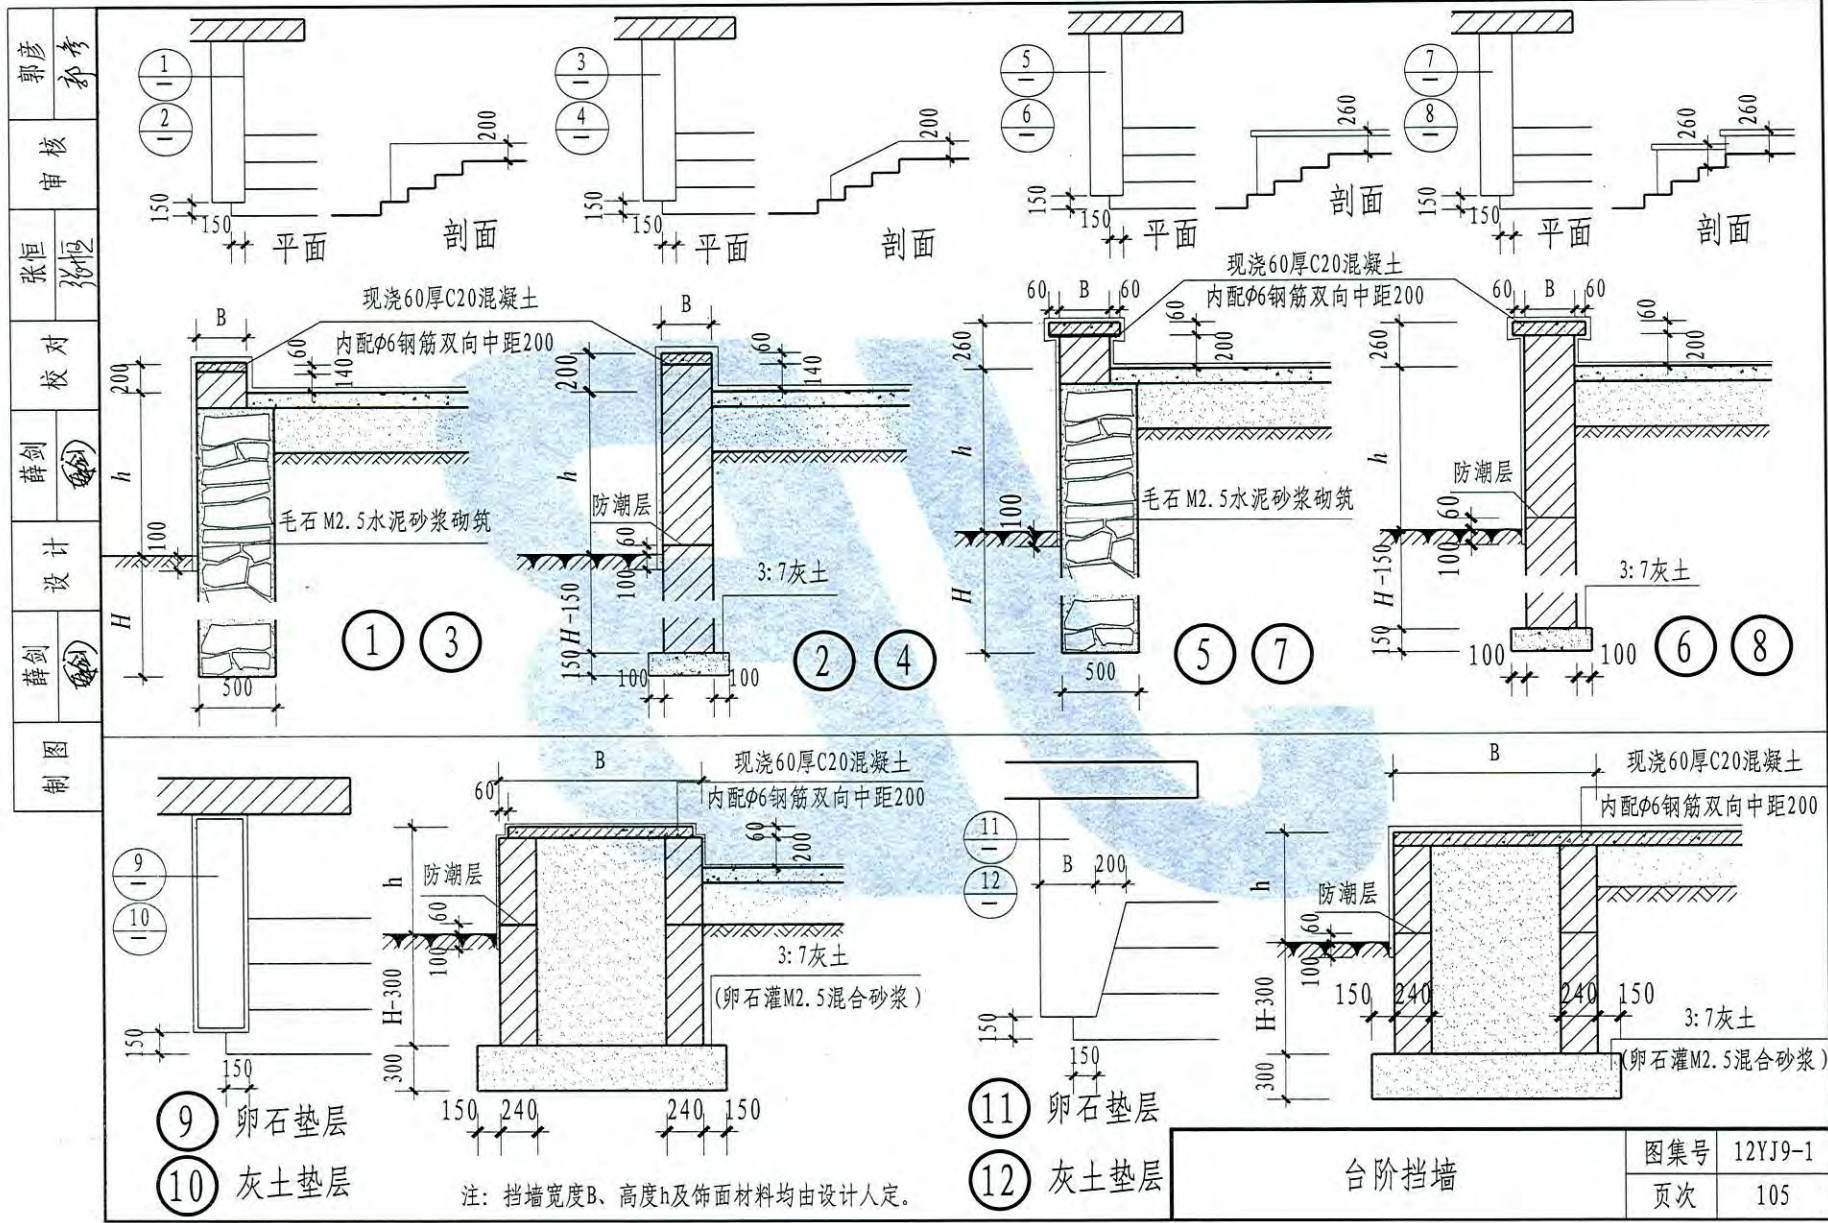 郭彦
审核
张恒
校对
薛剑
设计
薛剑
制图
1
—
2
—
150
150
平面
200
剖面
3
—
4
—
150
150
平面
200
剖面
5
—
6
—
150
150
平面
260
剖面
7
—
8
—
150
150
平面
260
260
剖面
现浇60厚C20混凝土
内配φ6钢筋双向中距200
B
60
140
200
h
100
H
毛石 M2.5水泥砂浆砌筑
500
① ③
B
60
140
200
h
防潮层
60
100
H-150
150
3:7灰土
100 100
② ④
现浇60厚C20混凝土
内配φ6钢筋双向中距200
60 B 60
60
200
260
h
100
H
毛石 M2.5水泥砂浆砌筑
500
⑤ ⑦
60 B 60
60
200
260
h
防潮层
60
100
H-150
150
3:7灰土
100 100
⑥ ⑧
9
—
10
—
150
150
⑨ 卵石垫层
⑩ 灰土垫层
B
60
现浇60厚C20混凝土
内配φ6钢筋双向中距200
60
200
h
防潮层
60
100
H-300
300
3:7灰土
(卵石灌M2.5混合砂浆)
150 240 240 150
11
—
12
—
B 200
150
150
⑪ 卵石垫层
⑫ 灰土垫层
B
现浇60厚C20混凝土
内配φ6钢筋双向中距200
h
防潮层
60
100
H-300
300
150 240 240 150
3:7灰土
(卵石灌M2.5混合砂浆)
注: 挡墙宽度B、高度h及饰面材料均由设计人定。
台阶挡墙
图集号 12YJ9-1
页次 105